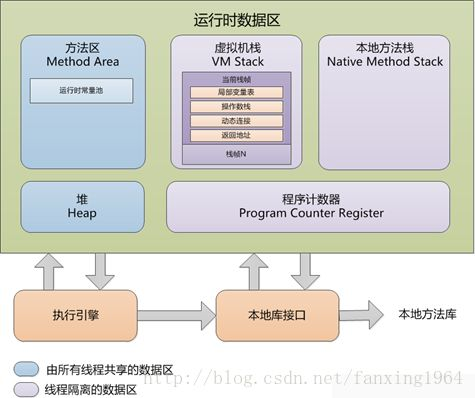 运行时数据区
方法区
Method Area
运行时常量池
虚拟机栈
VM Stack
当前栈帧
局部变量表
操作数栈
动态连接
返回地址
栈帧N
本地方法栈
Native Method Stack
堆
Heap
程序计数器
Program Counter Register
执行引擎
本地库接口
本地方法库
由所有线程共享的数据区
线程隔离的数据区
http://blog.csdn.net/fanxing1964